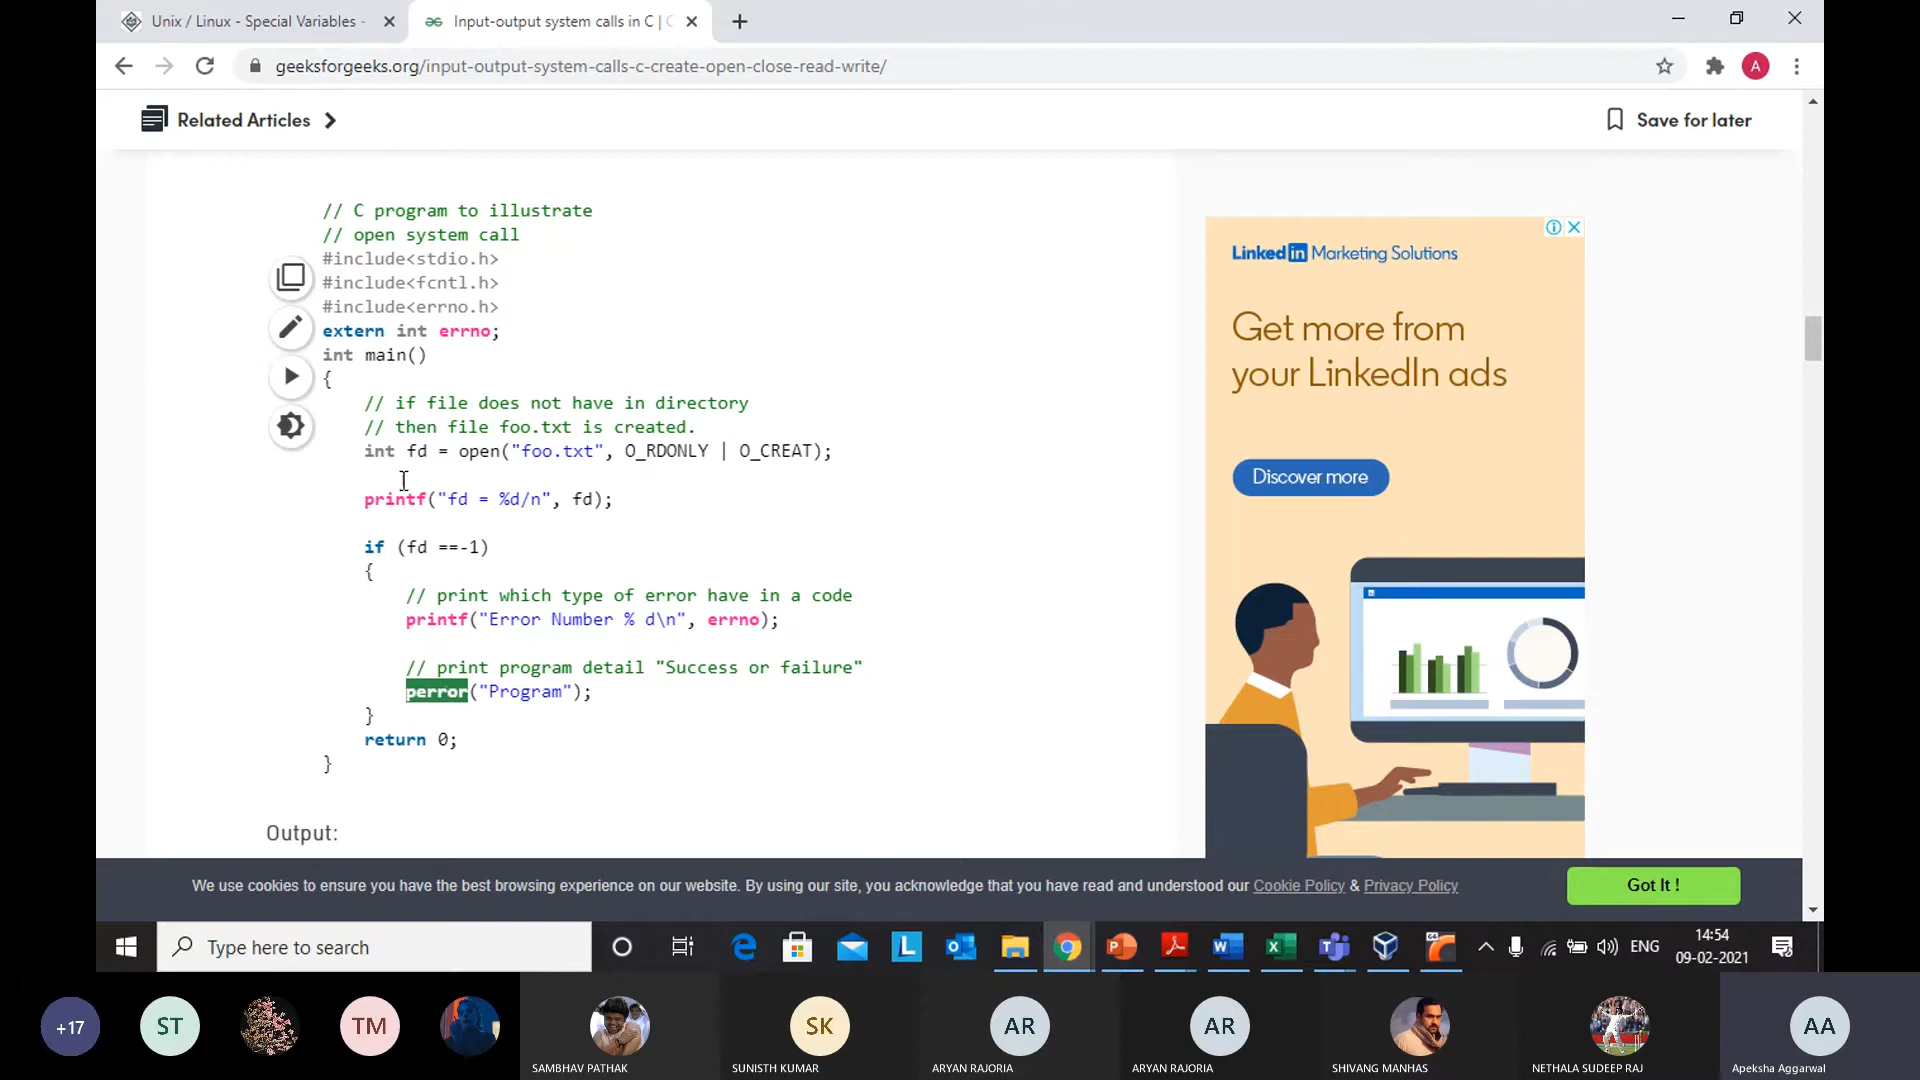 Unix / Linux - Special Variables -
Input-output system calls in C | C
geeksforgeeks.org/input-output-system-calls-c-create-open-close-read-write/
A
Related Articles
Save for later
// C program to illustrate
// open system call
#include<stdio.h>
#include<fcntl.h>
#include<errno.h>
extern int errno;
int main()
{
// if file does not have in directory
// then file foo.txt is created.
int fd = open("foo.txt", O_RDONLY | O_CREAT);
printf("fd = %d/n", fd);
if (fd ==-1)
{
// print which type of error have in a code
printf("Error Number % d\n", errno);
// print program detail "Success or failure"
perror("Program");
}
return 0;
}
Output:
Linked in Marketing Solutions
Get more from
your LinkedIn ads
Discover more
We use cookies to ensure you have the best browsing experience on our website. By using our site, you acknowledge that you have read and understood our Cookie Policy & Privacy Policy
Got It !
Type here to search
ENG
14:54
09-02-2021
+17
ST
TM
SAMBHAV PATHAK
SK
SUNISTH KUMAR
AR
ARYAN RAJORIA
AR
ARYAN RAJORIA
SHIVANG MANHAS
NETHALA SUDEEP RAJ
AA
Apeksha Aggarwal